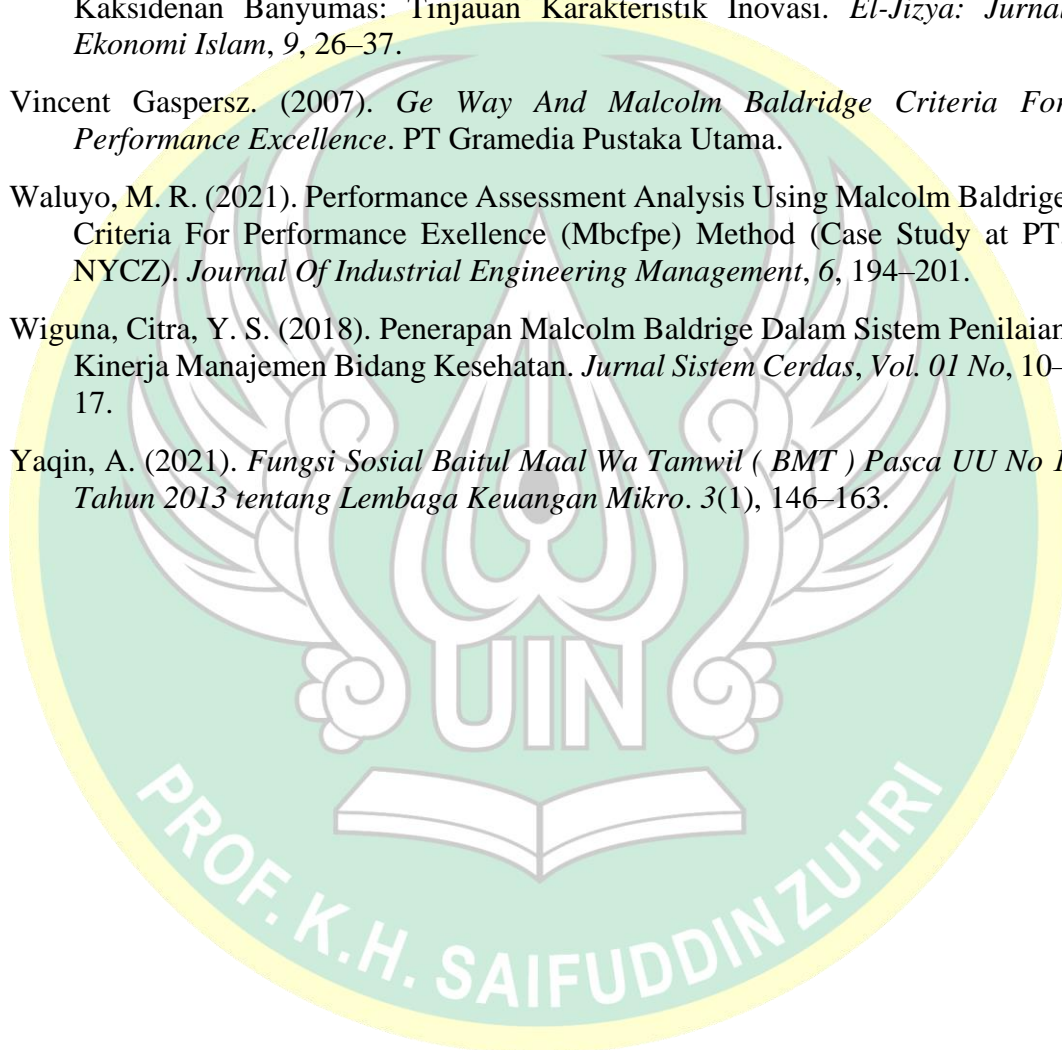 Kaksidenan Banyumas: Tinjauan Karakteristik Inovasi. El-Jizya: Jurnal
Ekonomi Islam, 9, 26–37.
Vincent Gaspersz. (2007). Ge Way And Malcolm Baldridge Criteria For
Performance Excellence. PT Gramedia Pustaka Utama.
Waluyo, M. R. (2021). Performance Assessment Analysis Using Malcolm Baldrige
Criteria For Performance Exellence (Mbcfpe) Method (Case Study at PT.
NYCZ). Journal Of Industrial Engineering Management, 6, 194–201.
Wiguna, Citra, Y. S. (2018). Penerapan Malcolm Baldrige Dalam Sistem Penilaian
Kinerja Manajemen Bidang Kesehatan. Jurnal Sistem Cerdas, Vol. 01 No, 10–
17.
Yaqin, A. (2021). Fungsi Sosial Baitul Maal Wa Tamwil ( BMT ) Pasca UU No 1
Tahun 2013 tentang Lembaga Keuangan Mikro. 3(1), 146–163.
UIN
PROF. K.H. SAIFUDDIN ZUHRI